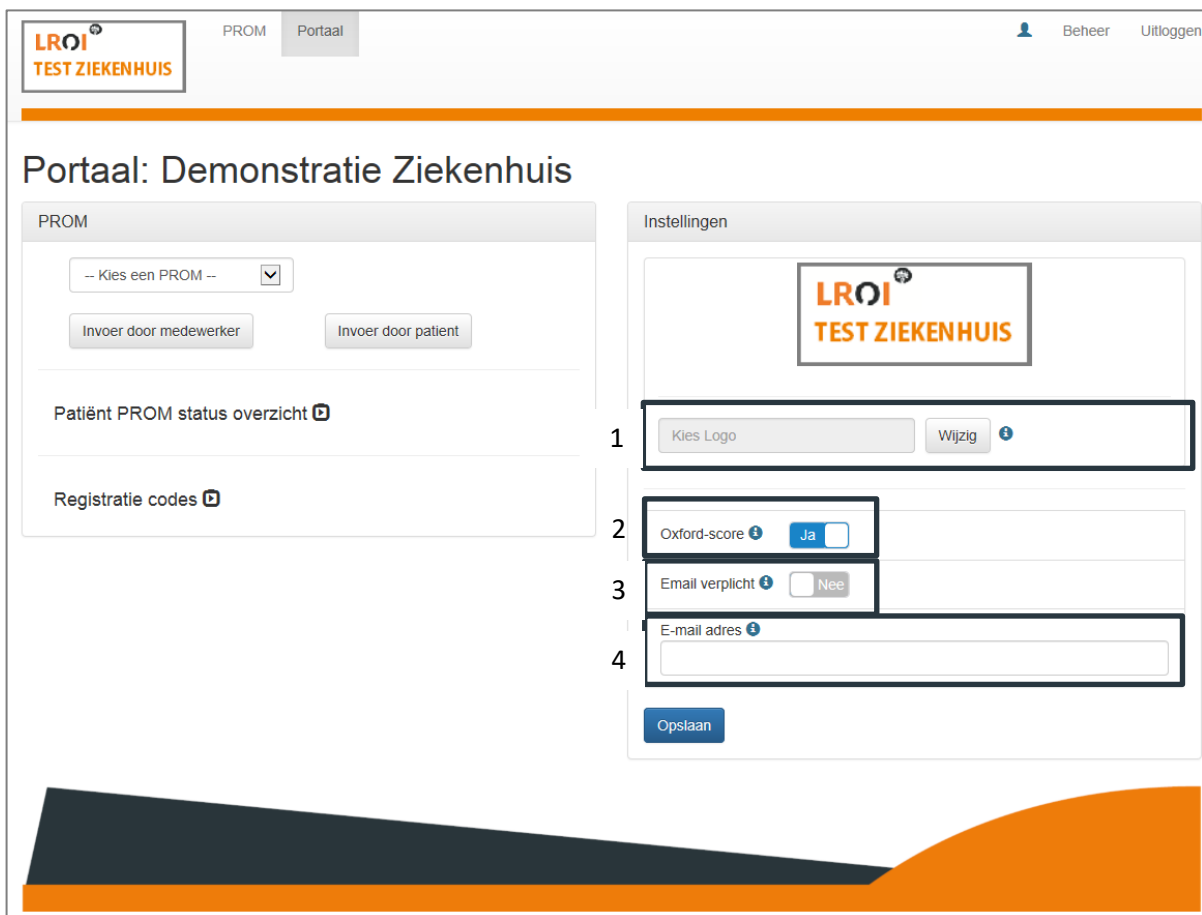 LROI
TEST ZIEKENHUIS
PROM
Portaal
Beheer
Uitloggen
Portaal: Demonstratie Ziekenhuis
PROM
-- Kies een PROM --
Invoer door medewerker
Invoer door patient
Patiënt PROM status overzicht
Registratie codes
Instellingen
LROI
TEST ZIEKENHUIS
1
Kies Logo
Wijzig
2
Oxford-score
Ja
3
Email verplicht
Nee
E-mail adres
4
Opslaan